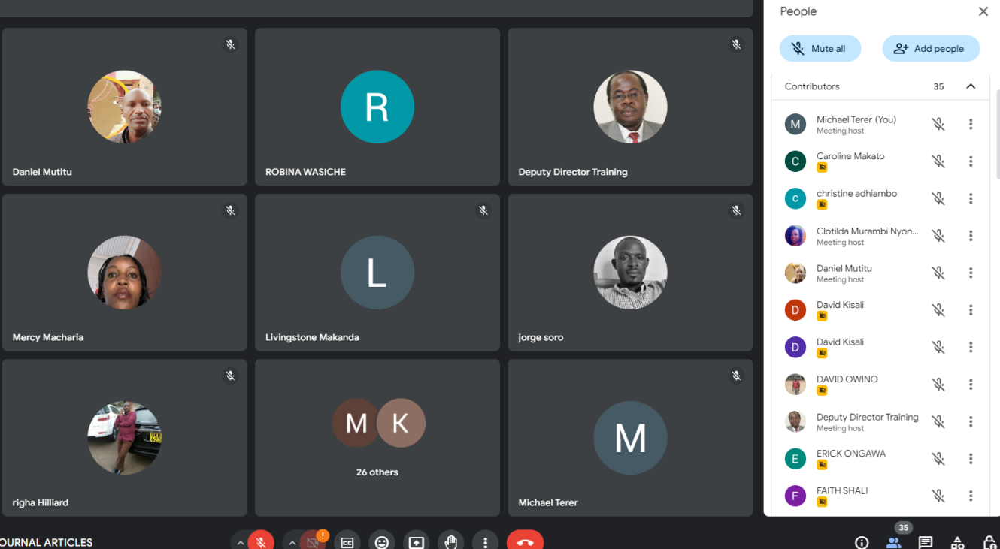 Daniel Mutitu
R
ROBINA WASICHE
Deputy Director Training
Mercy Macharia
L
Livingstone Makanda
jorge soro
righa Hilliard
M K
26 others
M
Michael Terer
OURNAL ARTICLES
!
CC
People
Mute all
Add people
Contributors 35
M Michael Terer (You)
Meeting host
C Caroline Makato
c christine adhiambo
Clotilda Murambi Nyon...
Meeting host
Daniel Mutitu
Meeting host
D David Kisali
D David Kisali
DAVID OWINO
Deputy Director Training
Meeting host
E ERICK ONGAWA
F FAITH SHALI
35